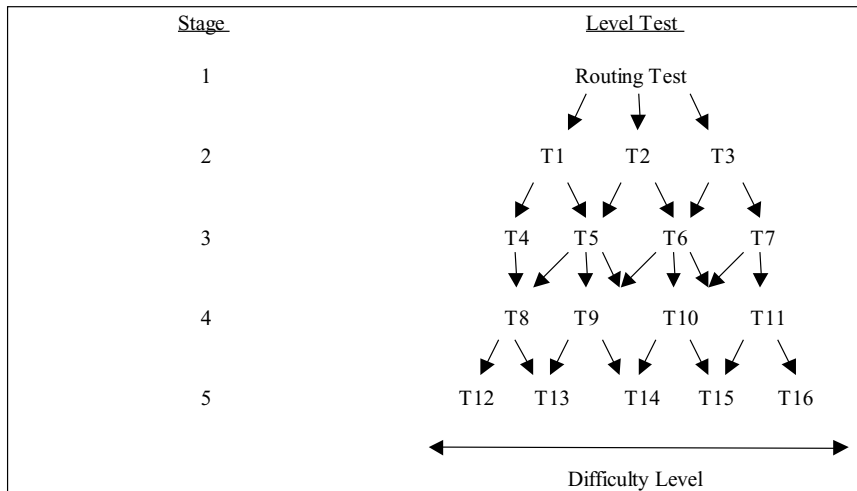 Stage Level Test
1 Routing Test
2 T1 T2 T3
3 T4 T5 T6 T7
4 T8 T9 T10 T11
5 T12 T13 T14 T15 T16
Difficulty Level